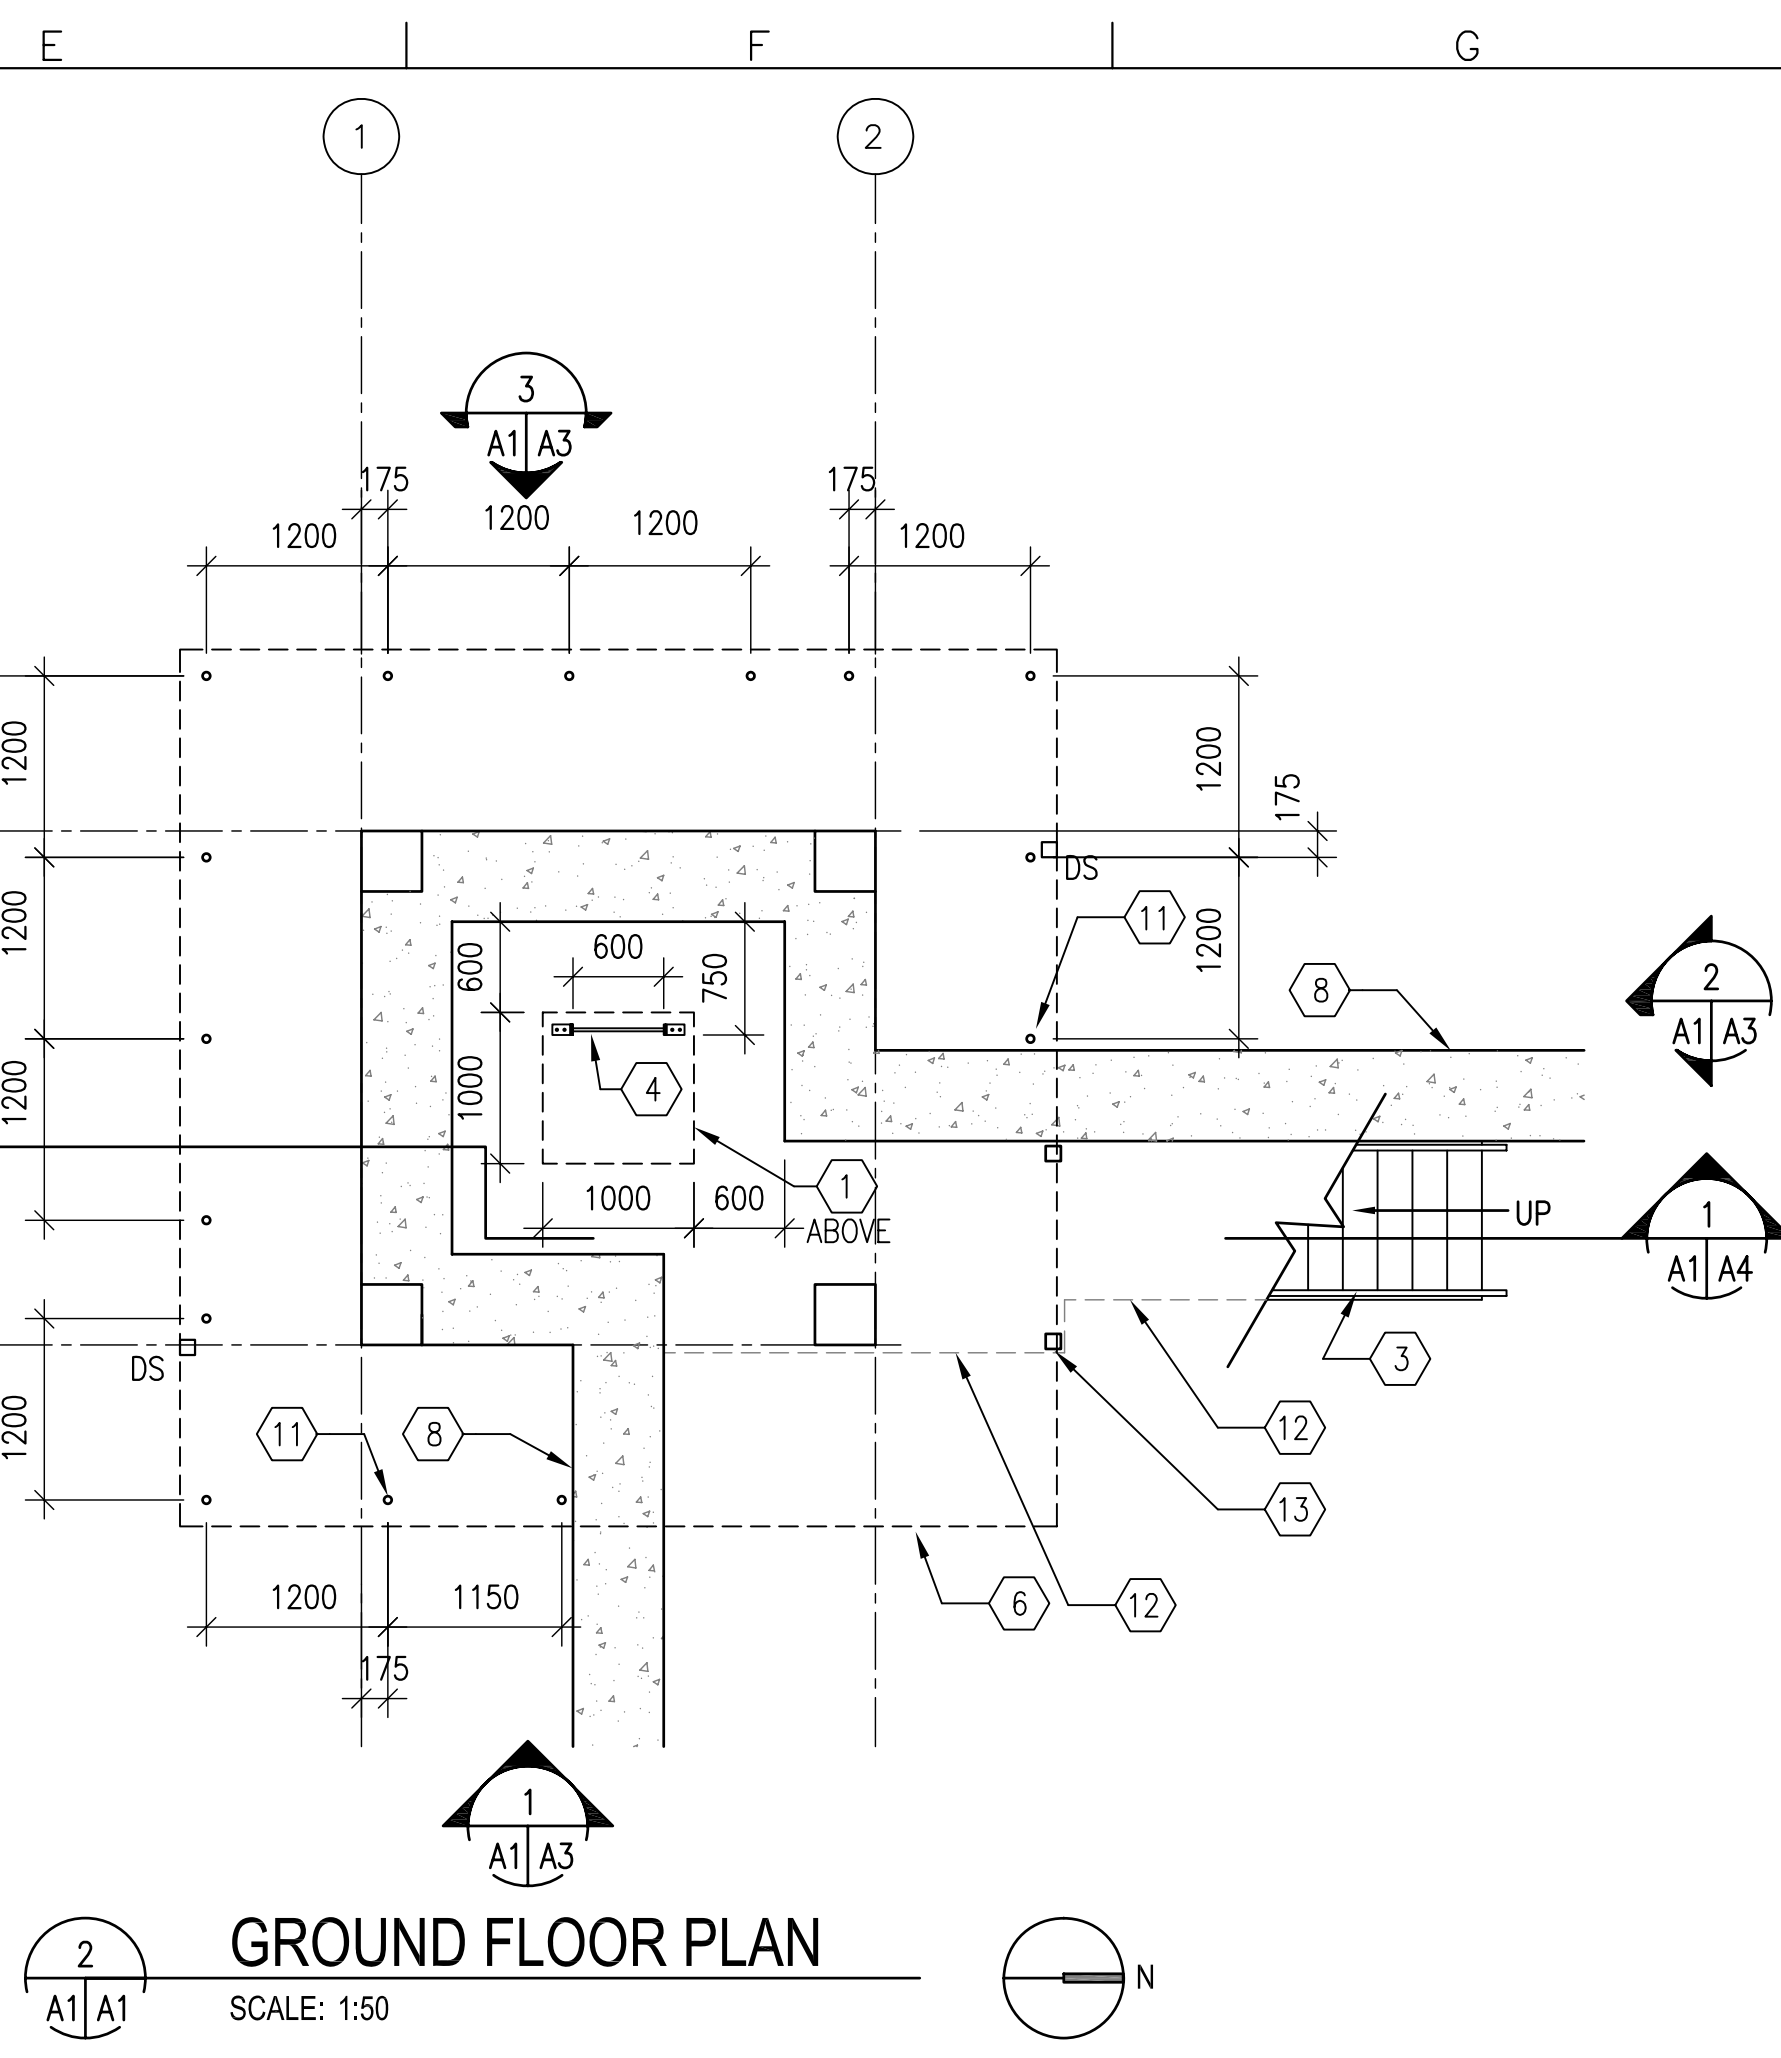 E F G
1 2
3
A1 A3
175 175
1200 1200 1200 1200
1200 1200
175
DS
11
1200 600 600 750 1200
8
2
A1 A3
1200 1000 4
1
ABOVE
1000 600
UP
1
A1 A4
DS
3
1200
11 8
12
13
6 12
1200 1150
175
1
A1 A3
2
A1 A1
GROUND FLOOR PLAN
SCALE: 1:50
N